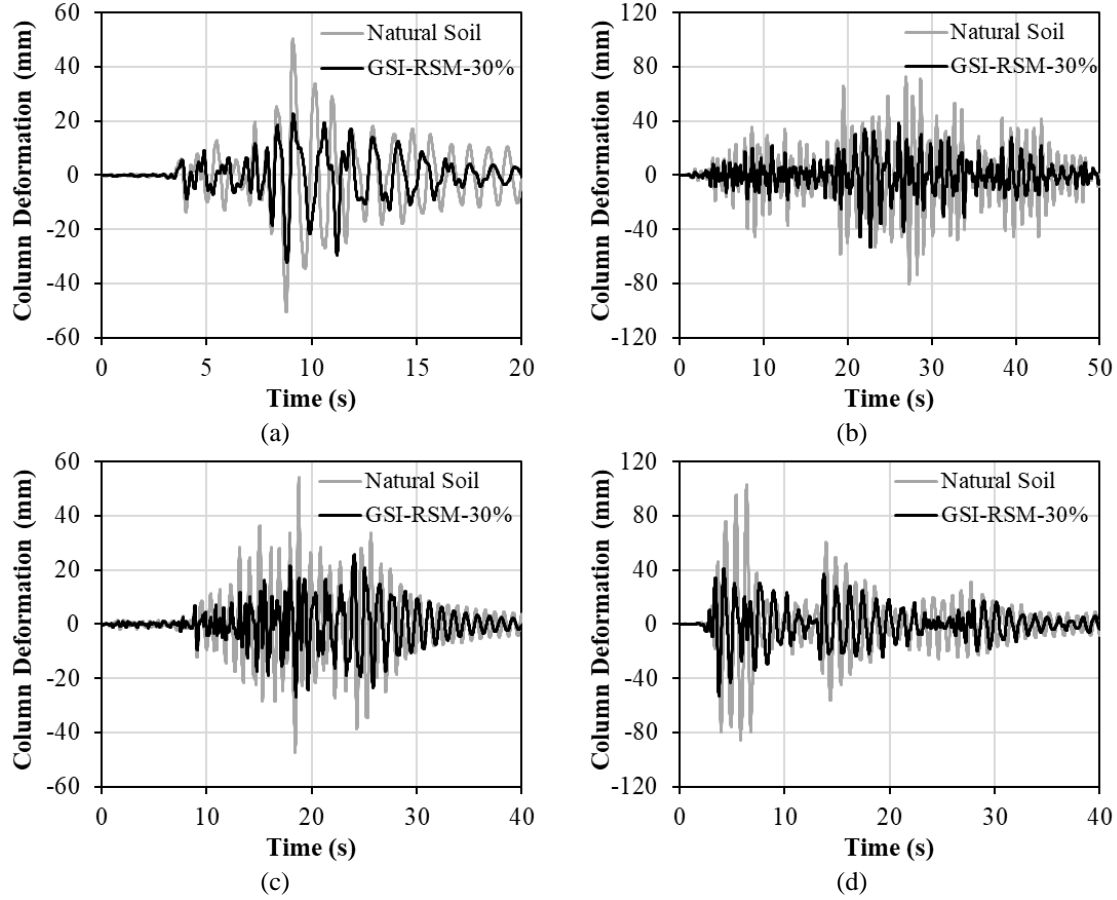 60
40
20
0
-20
-40
-60
Column Deformation (mm)
Natural Soil
GSI-RSM-30%
0 5 10 15 20
Time (s)
(a)
120
80
40
0
-40
-80
-120
Column Deformation (mm)
Natural Soil
GSI-RSM-30%
0 10 20 30 40 50
Time (s)
(b)
60
40
20
0
-20
-40
-60
Column Deformation (mm)
Natural Soil
GSI-RSM-30%
0 10 20 30 40
Time (s)
(c)
120
80
40
0
-40
-80
-120
Column Deformation (mm)
Natural Soil
GSI-RSM-30%
0 10 20 30 40
Time (s)
(d)